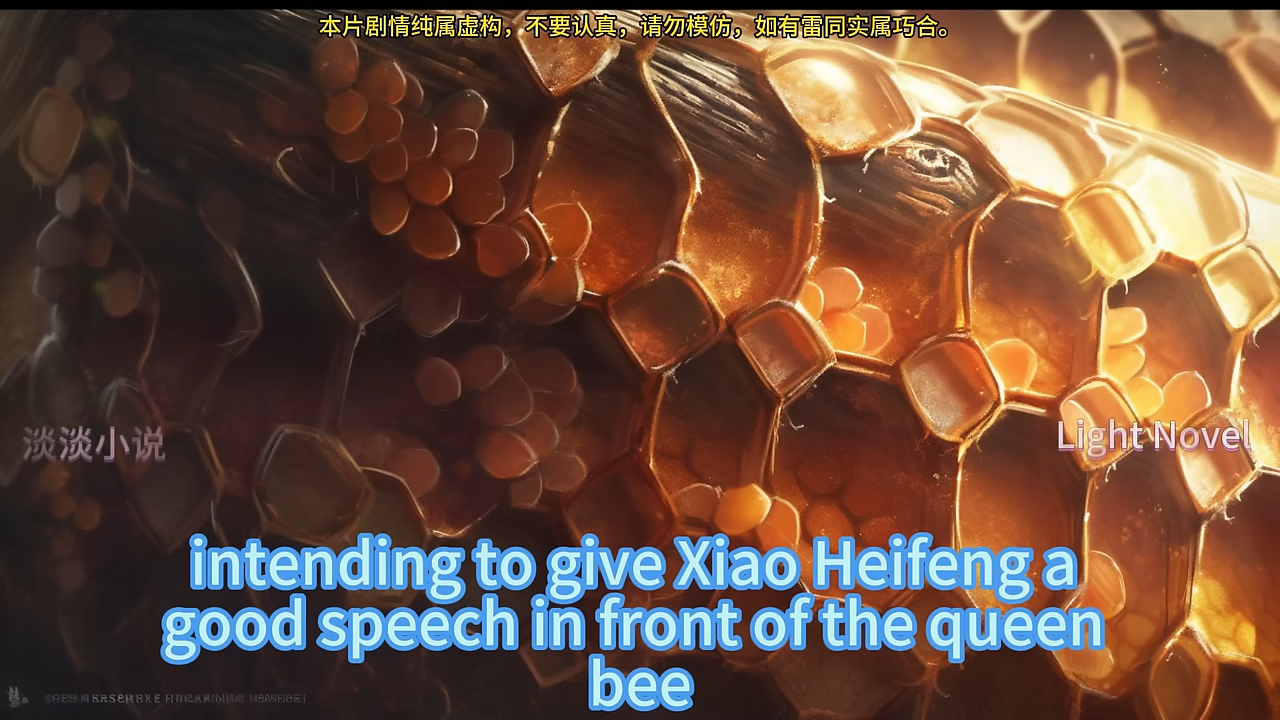 本片剧情纯属虚构，不要认真，请勿模仿，如有雷同实属巧合。
淡淡小说
Light Novel
intending to give Xiao Heifeng a
good speech in front of the queen
bee